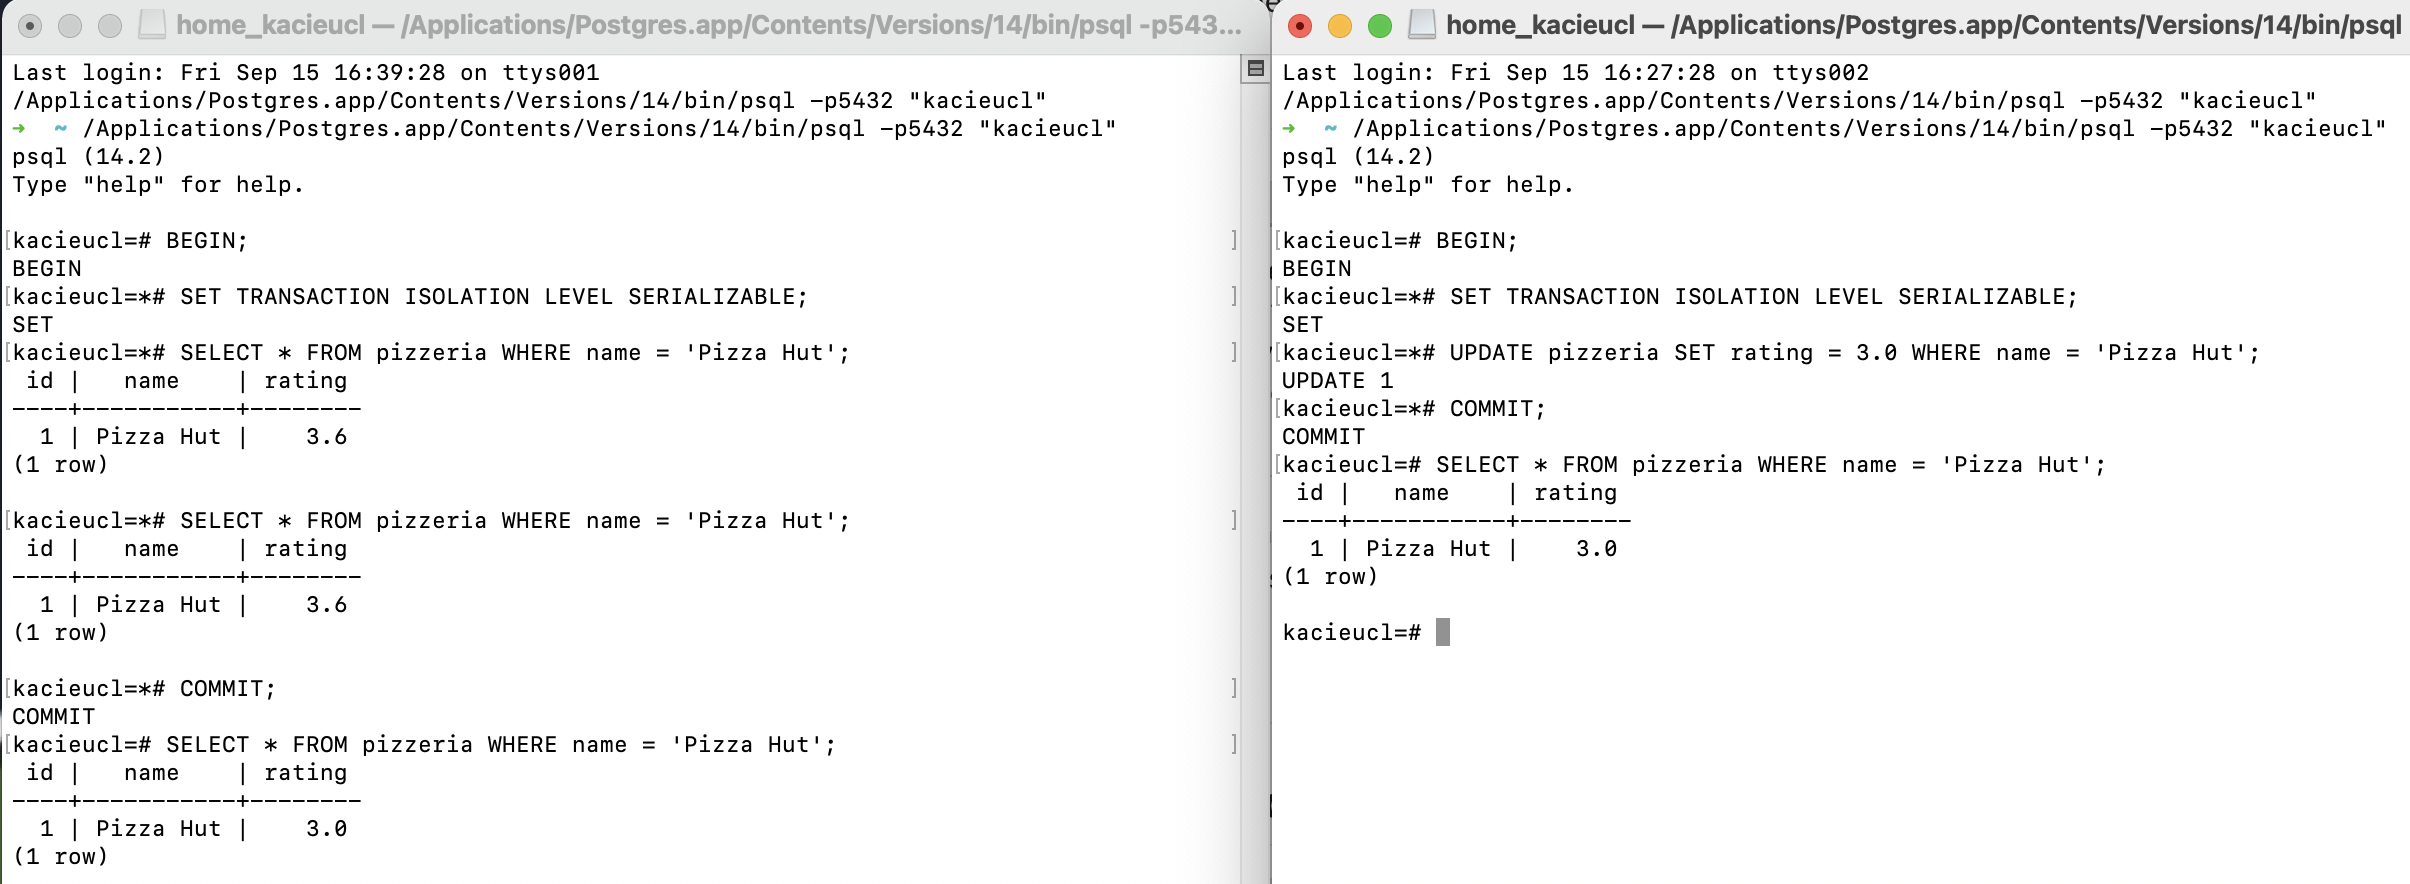 home_kacieucl — /Applications/Postgres.app/Contents/Versions/14/bin/psql -p543...
Last login: Fri Sep 15 16:39:28 on ttys001
/Applications/Postgres.app/Contents/Versions/14/bin/psql -p5432 "kacieucl"
➜  ~ /Applications/Postgres.app/Contents/Versions/14/bin/psql -p5432 "kacieucl"
psql (14.2)
Type "help" for help.

[kacieucl=# BEGIN; ]
BEGIN
[kacieucl=*# SET TRANSACTION ISOLATION LEVEL SERIALIZABLE; ]
SET
[kacieucl=*# SELECT * FROM pizzeria WHERE name = 'Pizza Hut'; ]
 id |   name    | rating
----+-----------+--------
  1 | Pizza Hut |    3.6
(1 row)

[kacieucl=*# SELECT * FROM pizzeria WHERE name = 'Pizza Hut'; ]
 id |   name    | rating
----+-----------+--------
  1 | Pizza Hut |    3.6
(1 row)

[kacieucl=*# COMMIT; ]
COMMIT
[kacieucl=# SELECT * FROM pizzeria WHERE name = 'Pizza Hut'; ]
 id |   name    | rating
----+-----------+--------
  1 | Pizza Hut |    3.0
(1 row)

home_kacieucl — /Applications/Postgres.app/Contents/Versions/14/bin/psql
Last login: Fri Sep 15 16:27:28 on ttys002
/Applications/Postgres.app/Contents/Versions/14/bin/psql -p5432 "kacieucl"
➜  ~ /Applications/Postgres.app/Contents/Versions/14/bin/psql -p5432 "kacieucl"
psql (14.2)
Type "help" for help.

[kacieucl=# BEGIN;
BEGIN
[kacieucl=*# SET TRANSACTION ISOLATION LEVEL SERIALIZABLE;
SET
[kacieucl=*# UPDATE pizzeria SET rating = 3.0 WHERE name = 'Pizza Hut';
UPDATE 1
[kacieucl=*# COMMIT;
COMMIT
[kacieucl=# SELECT * FROM pizzeria WHERE name = 'Pizza Hut';
 id |   name    | rating
----+-----------+--------
  1 | Pizza Hut |    3.0
(1 row)

kacieucl=#